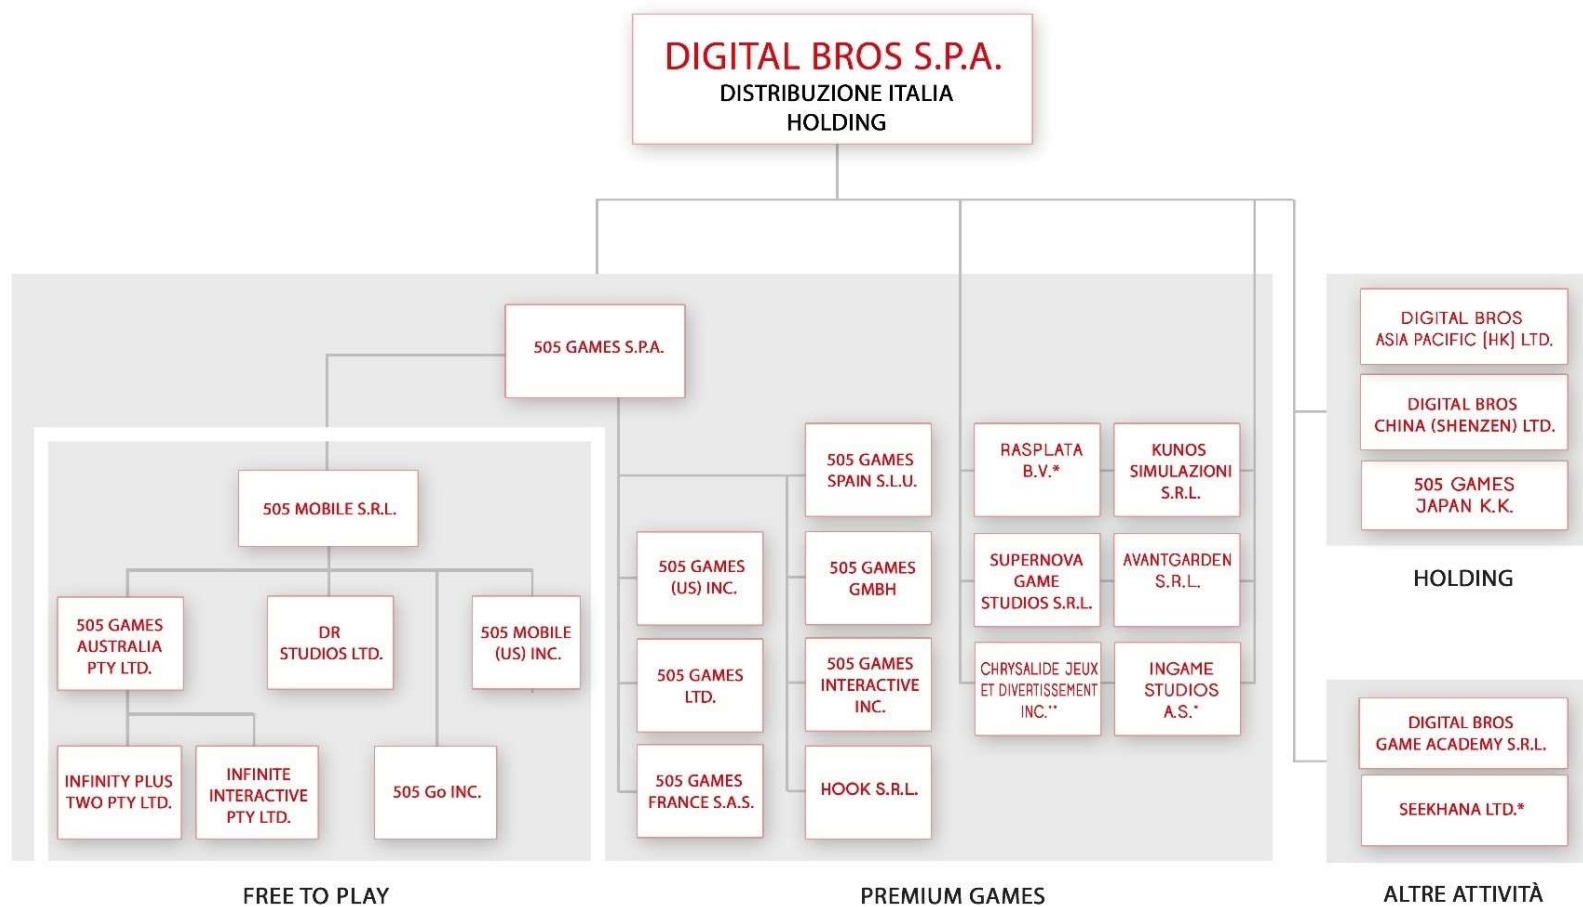 DIGITAL BROS S.P.A.
DISTRIBUZIONE ITALIA
HOLDING
505 GAMES S.P.A.
505 MOBILE S.R.L.
505 GAMES
AUSTRALIA
PTY LTD.
DR
STUDIOS LTD.
505 MOBILE
(US) INC.
INFINITY PLUS
TWO PTY LTD.
INFINITE
INTERACTIVE
PTY LTD.
505 Go INC.
FREE TO PLAY
505 GAMES
(US) INC.
505 GAMES
LTD.
505 GAMES
FRANCE S.A.S.
505 GAMES
SPAIN S.L.U.
505 GAMES
GMBH
505 GAMES
INTERACTIVE
INC.
HOOK S.R.L.
RASPLATA
B.V.*
KUNOS
SIMULAZIONI
S.R.L.
SUPERNOVA
GAME
STUDIOS S.R.L.
AVANTGARDEN
S.R.L.
CHRYSALIDE JEUX
ET DIVERTISSEMENT
INC.**
INGAME
STUDIOS
A.S.*
PREMIUM GAMES
DIGITAL BROS
ASIA PACIFIC (HK) LTD.
DIGITAL BROS
CHINA (SHENZEN) LTD.
505 GAMES
JAPAN K.K.
HOLDING
DIGITAL BROS
GAME ACADEMY S.R.L.
SEEKHANA LTD.*
ALTRE ATTIVITÀ